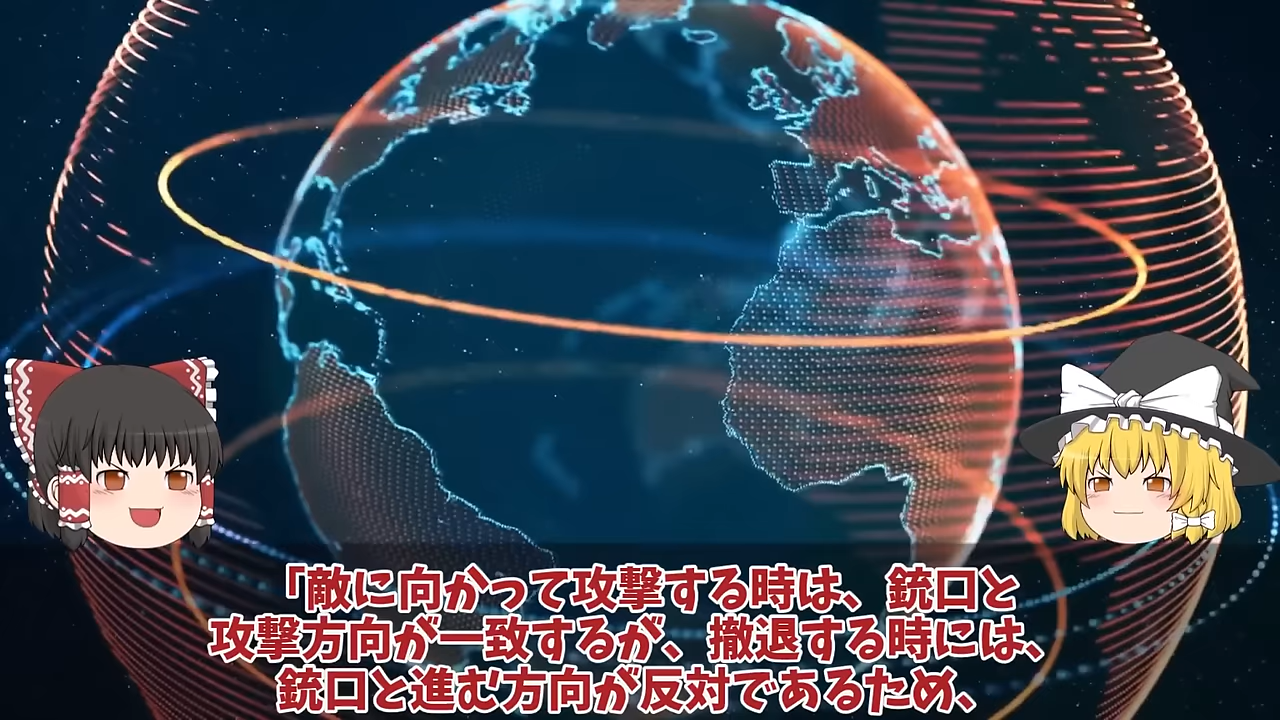 「敵に向かって攻撃する時は、銃口と
攻撃方向が一致するが、撤退する時には、
銃口と進む方向が反対であるため、